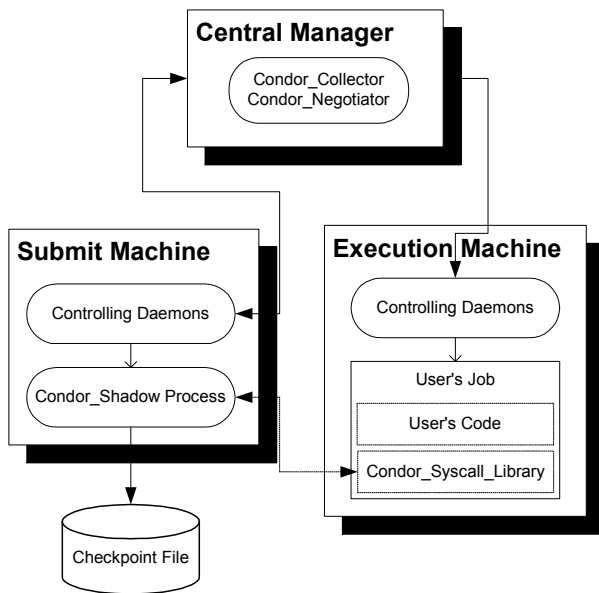 Central Manager
Condor_Collector
Condor_Negotiator
Submit Machine
Controlling Daemons
Condor_Shadow Process
Checkpoint File
Execution Machine
Controlling Daemons
User's Job
User's Code
Condor_Syscall_Library